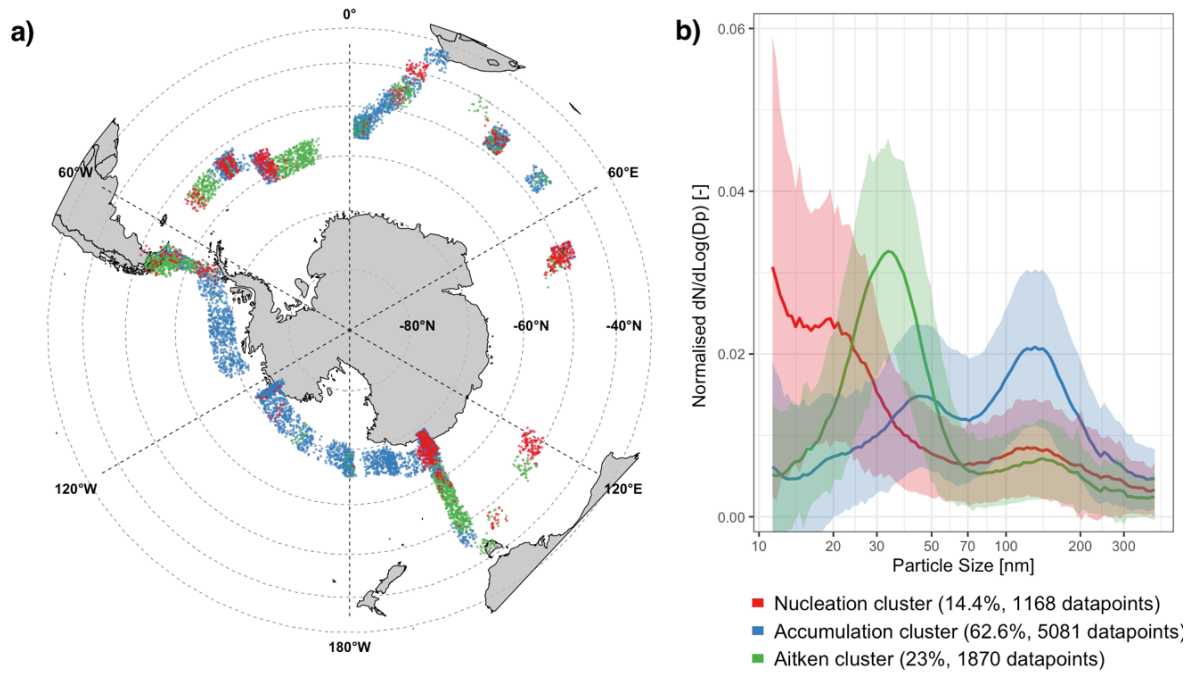 a)
0°
60°W
60°E
-80°N
-60°N
-40°N
120°W
120°E
180°W
b)
Normalised dN/dLog(Dp) [-]
0.06
0.04
0.02
0.00
10 20 30 50 70 100 200 300
Particle Size [nm]
Nucleation cluster (14.4%, 1168 datapoints)
Accumulation cluster (62.6%, 5081 datapoints)
Aitken cluster (23%, 1870 datapoints)